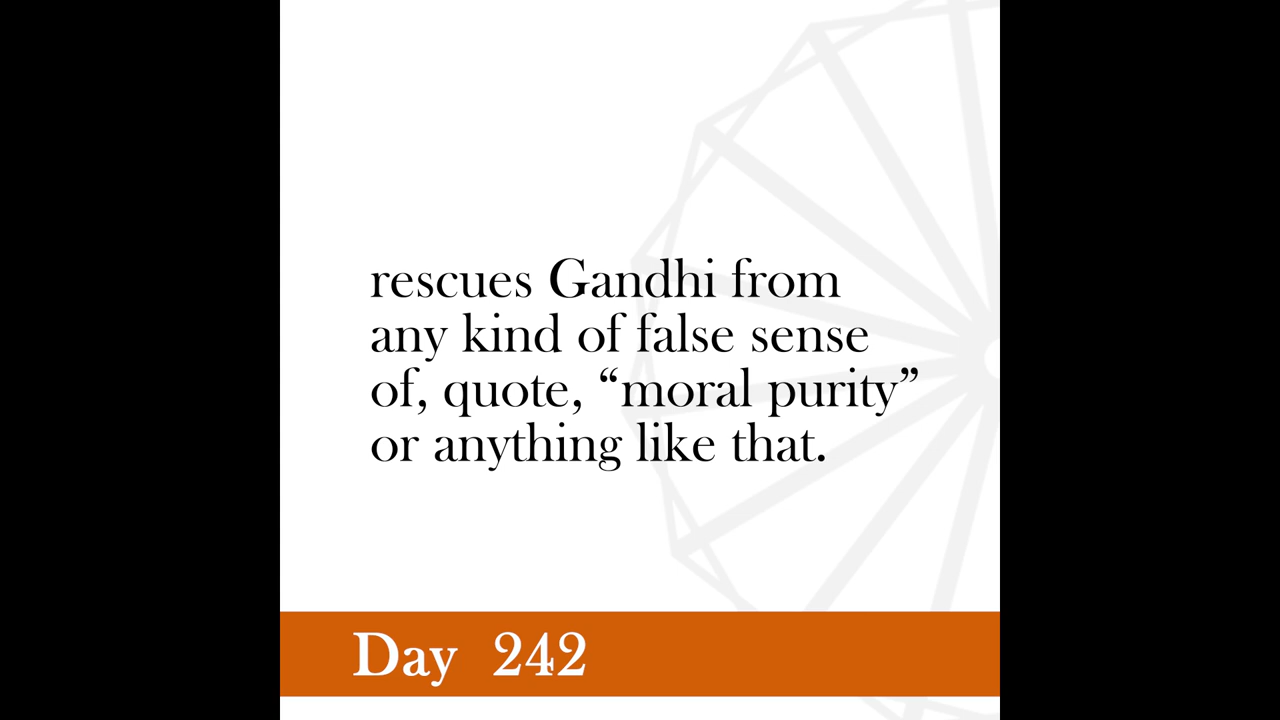 rescues Gandhi from
any kind of false sense
of, quote, “moral purity”
or anything like that.
Day 242